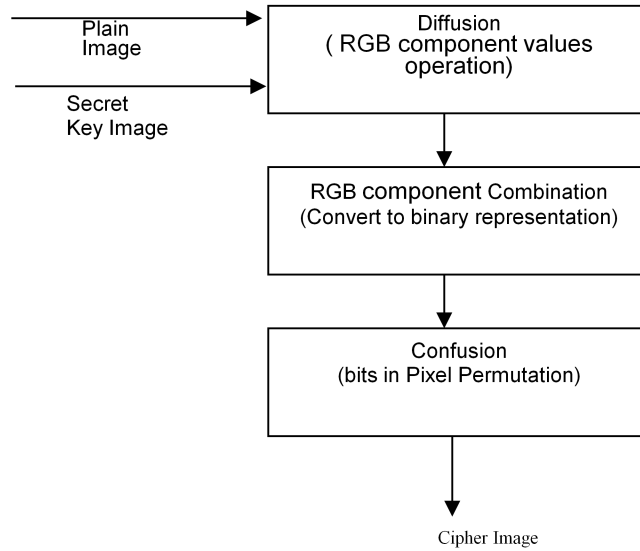 Plain
Image
Secret
Key Image
Diffusion
( RGB component values
operation)
RGB component Combination
(Convert to binary representation)
Confusion
(bits in Pixel Permutation)
Cipher Image